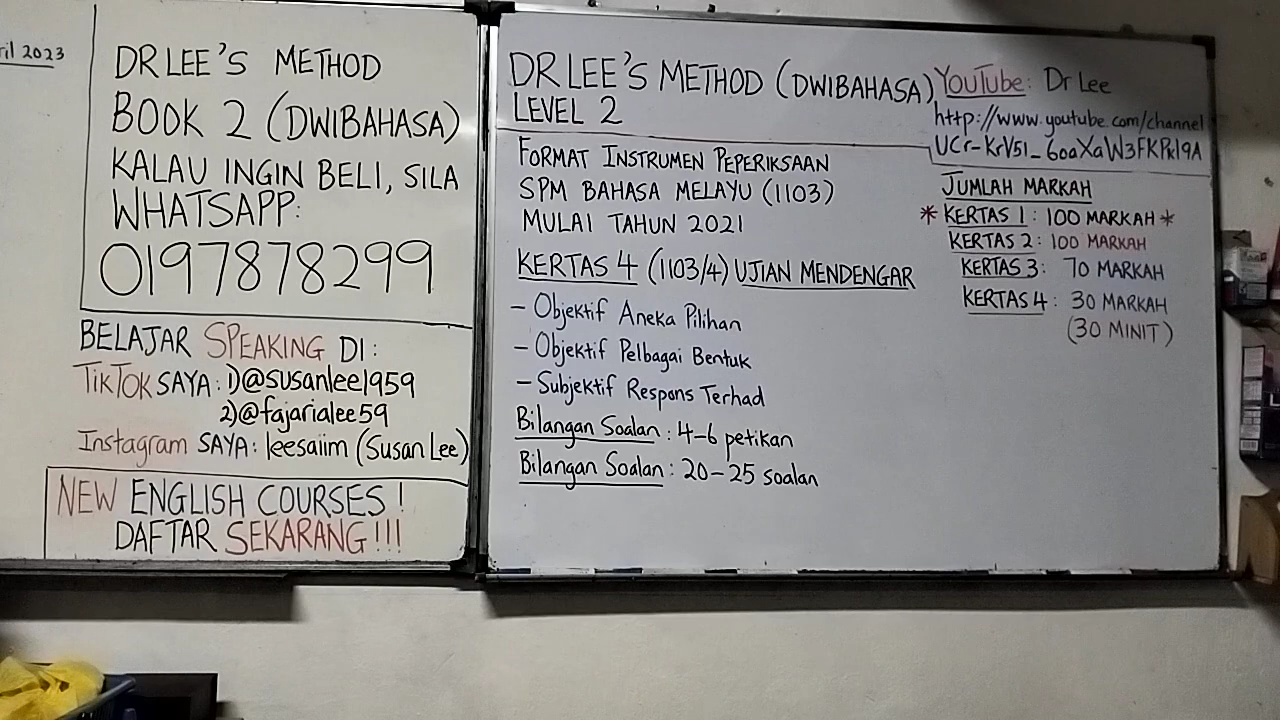 ril 2023
DR LEE'S METHOD
BOOK 2 (DWIBAHASA)
KALAU INGIN BELI, SILA
WHATSAPP:
0197878299
BELAJAR SPEAKING DI:
TikTok SAYA: 1)@susanlee1959
2)@fajarialee59
Instagram SAYA: leesaiim (Susan Lee)
NEW ENGLISH COURSES!
DAFTAR SEKARANG!!!
DR LEE'S METHOD (DWIBAHASA)
LEVEL 2
FORMAT INSTRUMEN PEPERIKSAAN
SPM BAHASA MELAYU (1103)
MULAI TAHUN 2021
KERTAS 4 (1103/4) UJIAN MENDENGAR
- Objektif Aneka Pilihan
- Objektif Pelbagai Bentuk
- Subjektif Respons Terhad
Bilangan Soalan: 4-6 petikan
Bilangan Soalan: 20-25 soalan
YouTube: Dr Lee
http://www.youtube.com/channel
UCr-KrV51_6oaXaW3FKPkl9A
JUMLAH MARKAH
* KERTAS 1: 100 MARKAH *
KERTAS 2: 100 MARKAH
KERTAS 3: 70 MARKAH
KERTAS 4: 30 MARKAH
(30 MINIT)